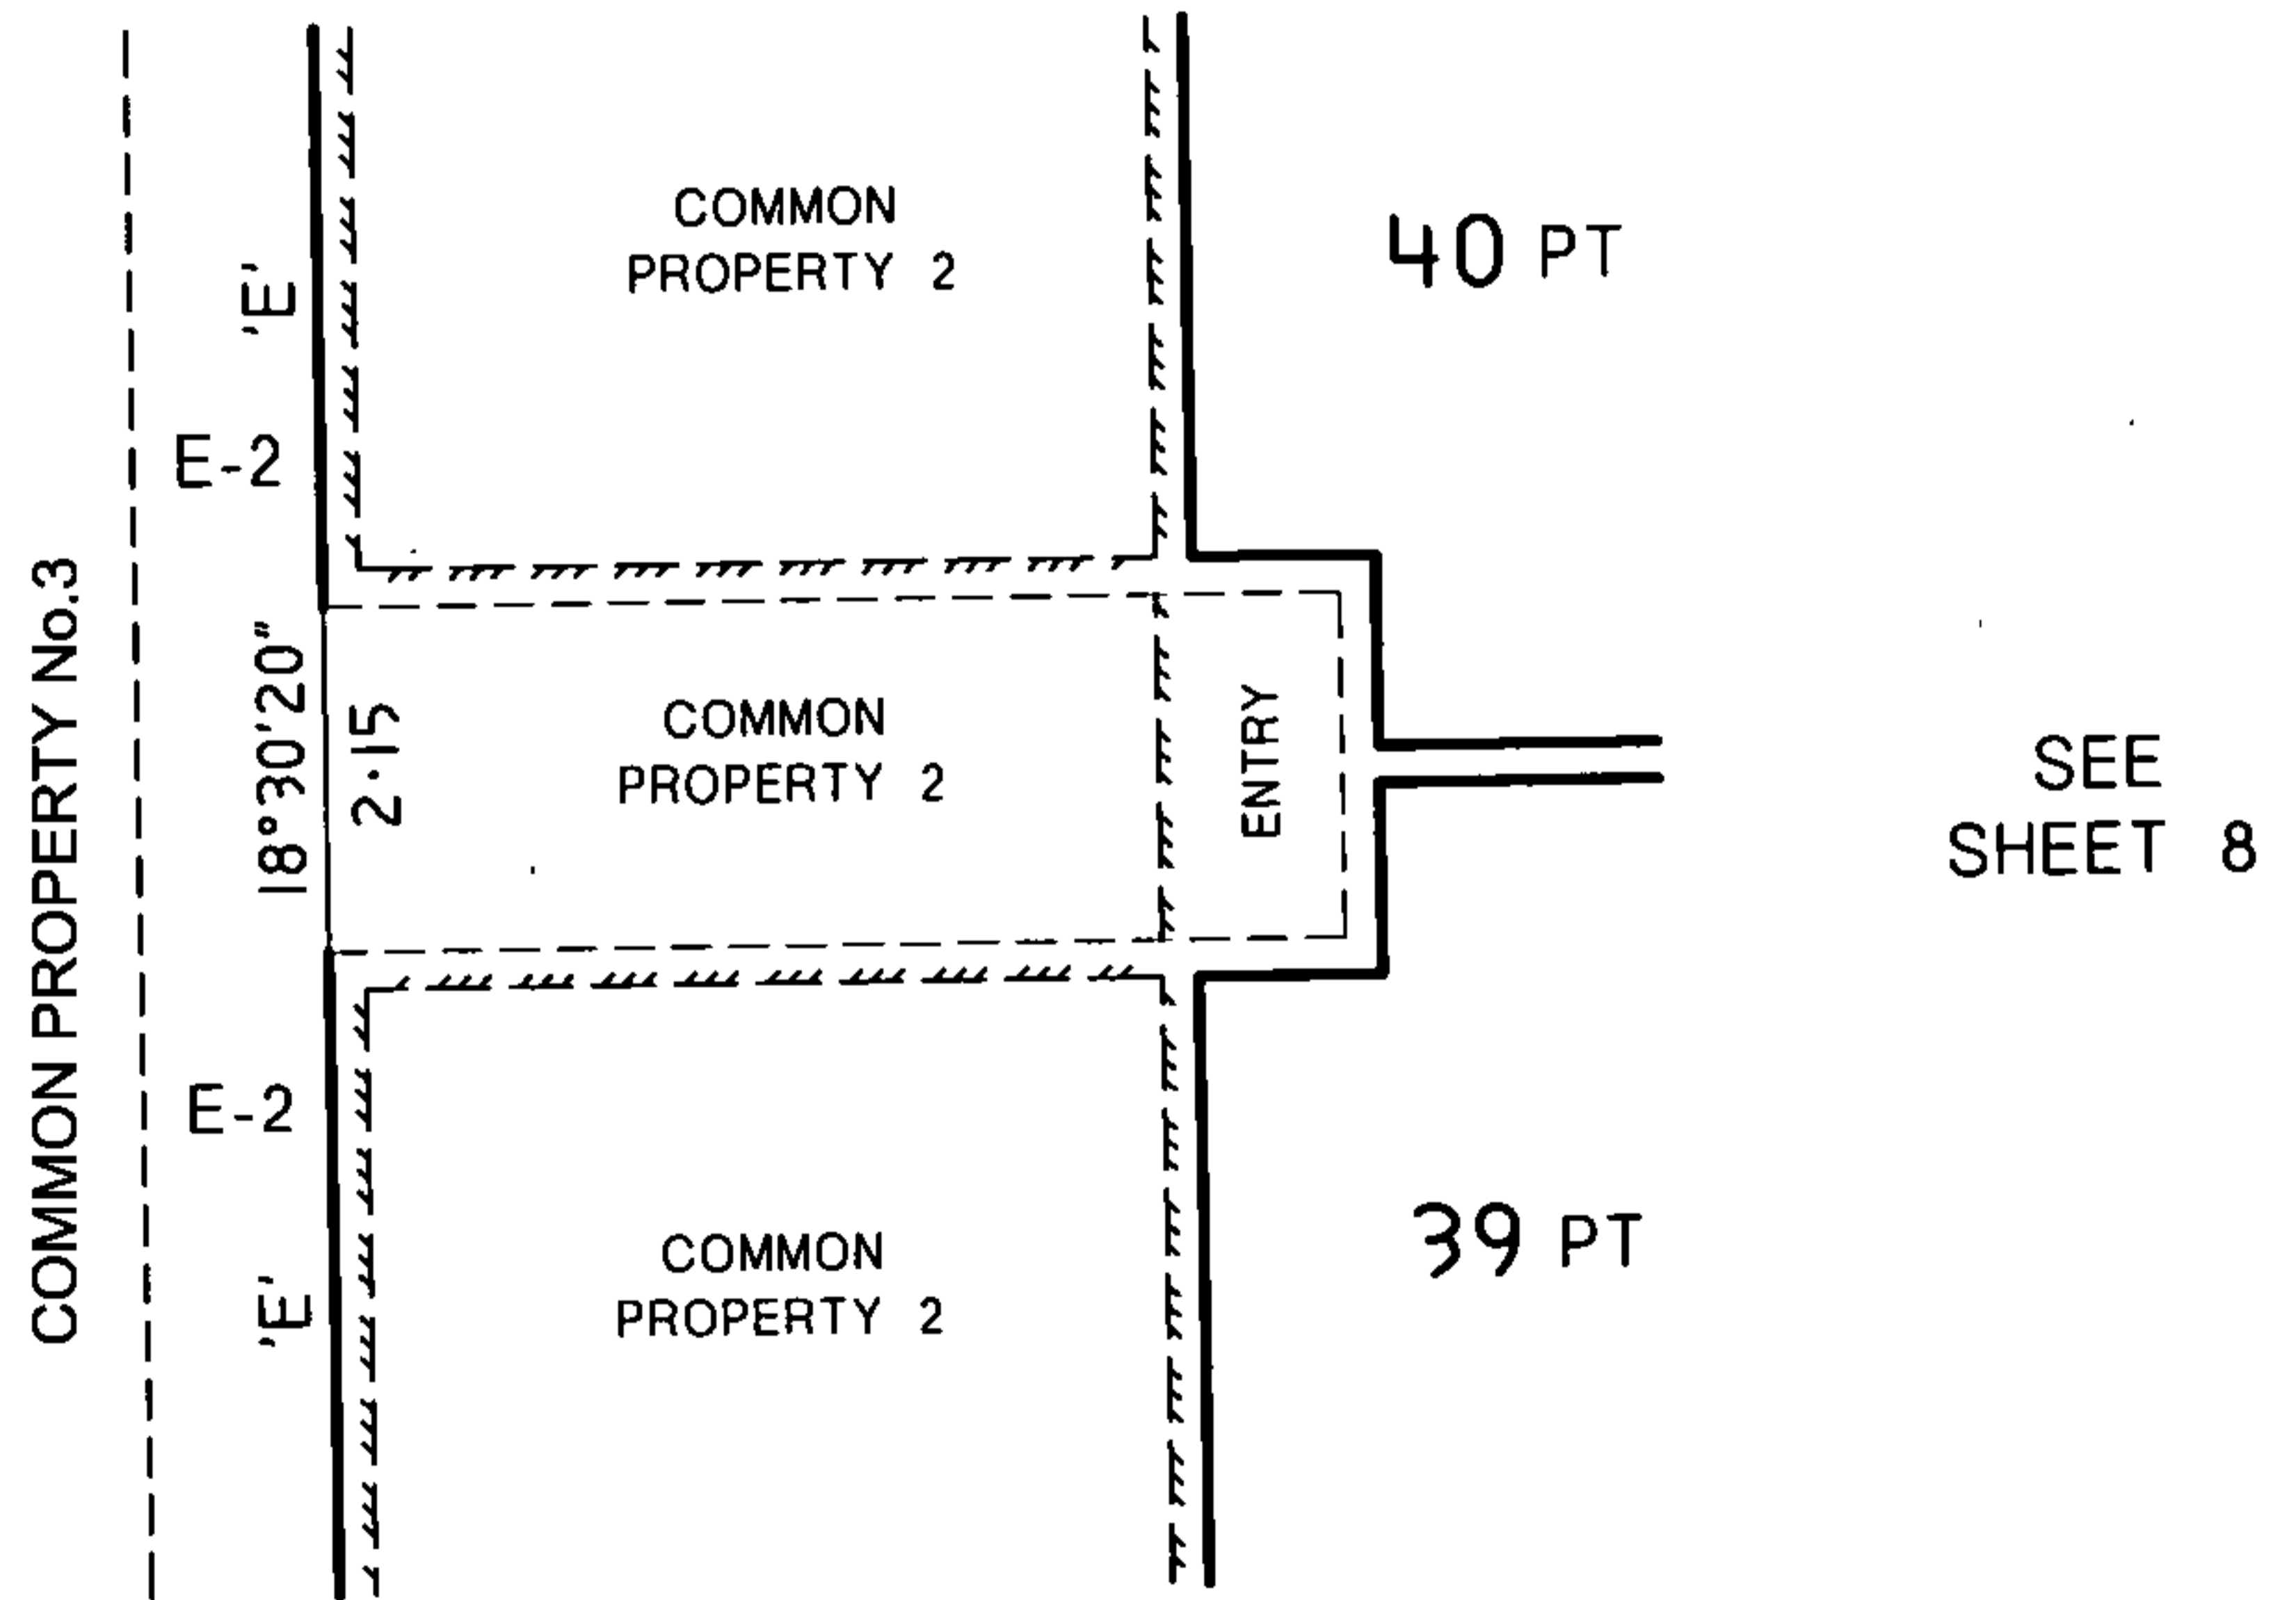 COMMON
PROPERTY 2
40 PT
'E'
E-2
COMMON PROPERTY No.3
18°30'20"
2·15
COMMON
PROPERTY 2
ENTRY
SEE
SHEET 8
E-2
'E'
COMMON
PROPERTY 2
39 PT